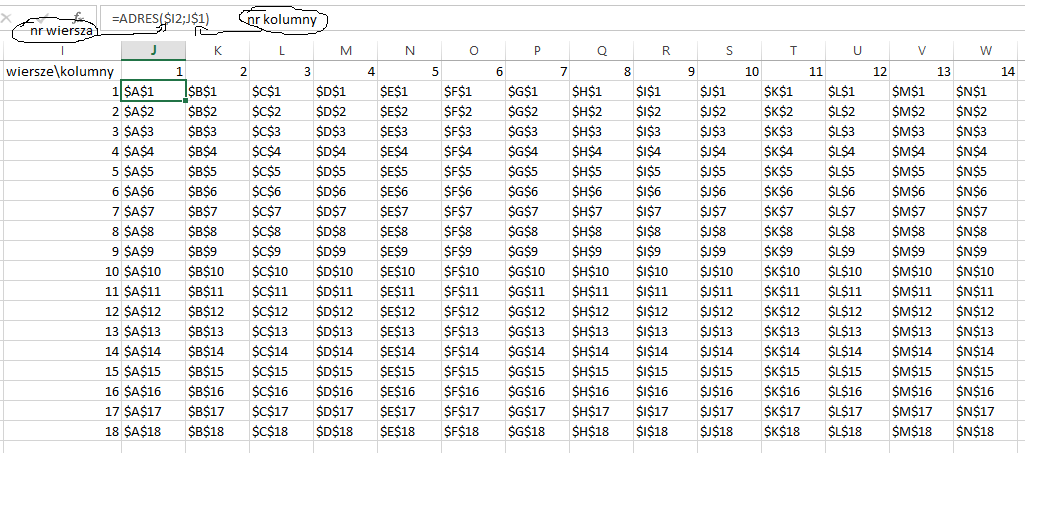 =ADRES($I2;J$1)
nr kolumny
nr wiersza
I J K L M N O P Q R S T U V W
wiersze\kolumny 1 2 3 4 5 6 7 8 9 10 11 12 13 14
1 $A$1 $B$1 $C$1 $D$1 $E$1 $F$1 $G$1 $H$1 $I$1 $J$1 $K$1 $L$1 $M$1 $N$1
2 $A$2 $B$2 $C$2 $D$2 $E$2 $F$2 $G$2 $H$2 $I$2 $J$2 $K$2 $L$2 $M$2 $N$2
3 $A$3 $B$3 $C$3 $D$3 $E$3 $F$3 $G$3 $H$3 $I$3 $J$3 $K$3 $L$3 $M$3 $N$3
4 $A$4 $B$4 $C$4 $D$4 $E$4 $F$4 $G$4 $H$4 $I$4 $J$4 $K$4 $L$4 $M$4 $N$4
5 $A$5 $B$5 $C$5 $D$5 $E$5 $F$5 $G$5 $H$5 $I$5 $J$5 $K$5 $L$5 $M$5 $N$5
6 $A$6 $B$6 $C$6 $D$6 $E$6 $F$6 $G$6 $H$6 $I$6 $J$6 $K$6 $L$6 $M$6 $N$6
7 $A$7 $B$7 $C$7 $D$7 $E$7 $F$7 $G$7 $H$7 $I$7 $J$7 $K$7 $L$7 $M$7 $N$7
8 $A$8 $B$8 $C$8 $D$8 $E$8 $F$8 $G$8 $H$8 $I$8 $J$8 $K$8 $L$8 $M$8 $N$8
9 $A$9 $B$9 $C$9 $D$9 $E$9 $F$9 $G$9 $H$9 $I$9 $J$9 $K$9 $L$9 $M$9 $N$9
10 $A$10 $B$10 $C$10 $D$10 $E$10 $F$10 $G$10 $H$10 $I$10 $J$10 $K$10 $L$10 $M$10 $N$10
11 $A$11 $B$11 $C$11 $D$11 $E$11 $F$11 $G$11 $H$11 $I$11 $J$11 $K$11 $L$11 $M$11 $N$11
12 $A$12 $B$12 $C$12 $D$12 $E$12 $F$12 $G$12 $H$12 $I$12 $J$12 $K$12 $L$12 $M$12 $N$12
13 $A$13 $B$13 $C$13 $D$13 $E$13 $F$13 $G$13 $H$13 $I$13 $J$13 $K$13 $L$13 $M$13 $N$13
14 $A$14 $B$14 $C$14 $D$14 $E$14 $F$14 $G$14 $H$14 $I$14 $J$14 $K$14 $L$14 $M$14 $N$14
15 $A$15 $B$15 $C$15 $D$15 $E$15 $F$15 $G$15 $H$15 $I$15 $J$15 $K$15 $L$15 $M$15 $N$15
16 $A$16 $B$16 $C$16 $D$16 $E$16 $F$16 $G$16 $H$16 $I$16 $J$16 $K$16 $L$16 $M$16 $N$16
17 $A$17 $B$17 $C$17 $D$17 $E$17 $F$17 $G$17 $H$17 $I$17 $J$17 $K$17 $L$17 $M$17 $N$17
18 $A$18 $B$18 $C$18 $D$18 $E$18 $F$18 $G$18 $H$18 $I$18 $J$18 $K$18 $L$18 $M$18 $N$18